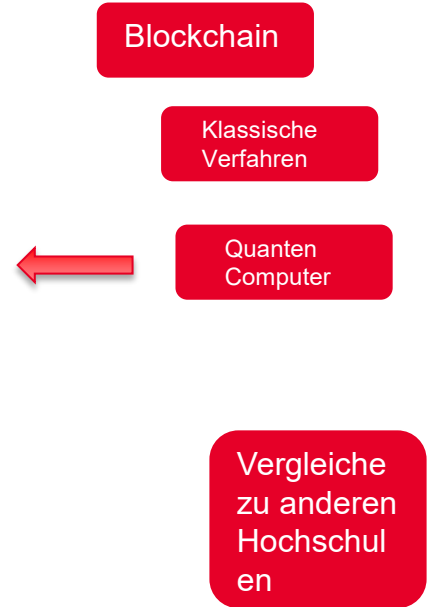 Blockchain
Klassische
Verfahren
Quanten
Computer
Vergleiche
zu anderen
Hochschul
en